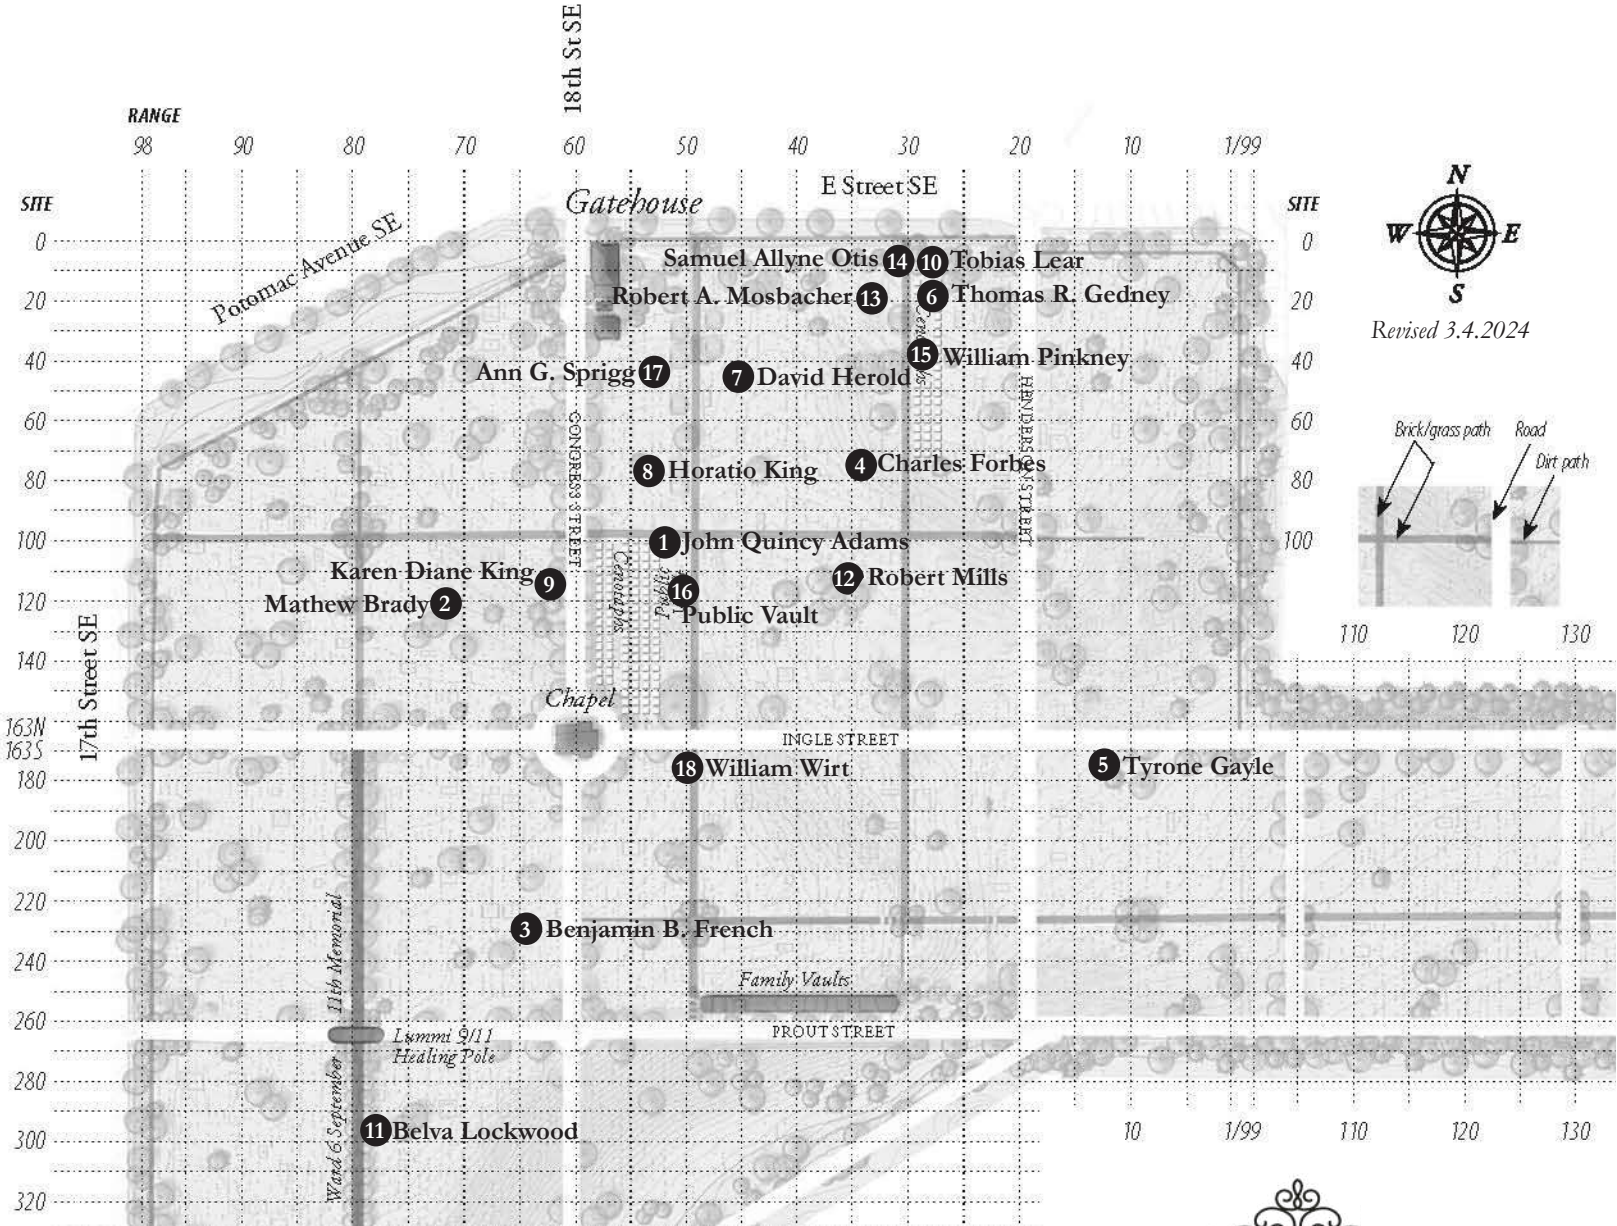 18th St SE
RANGE
98 90 80 70 60 50 40 30 20 10 1/99
E Street SE
Gatehouse
N
W E
S
Revised 3.4.2024
SITE
SITE
Potomac Avenue SE
0
20
40
60
80
100
120
140
163N
163S
180
200
220
240
260
280
300
320
0
20
40
60
80
100
Samuel Allyne Otis 14
10 Tobias Lear
Robert A. Mosbacher 13
6 Thomas R. Gedney
15 William Pinkney
Ann G. Sprigg 17
7 David Herold
HENDERSON STREET
CONGRESS STREET
8 Horatio King
4 Charles Forbes
Brick/grass path
Road
Dirt path
110 120 130
1 John Quincy Adams
Karen Diane King 9
Mathew Brady 2
12 Robert Mills
Cenotaphs
16
Public Vault
17th Street SE
Chapel
INGLE STREET
18 William Wirt
5 Tyrone Gayle
3 Benjamin B. French
Family Vaults
PROUT STREET
11th Memorial
Lummi 9/11
Healing Pole
Ward 6 September
11 Belva Lockwood
10 1/99 110 120 130